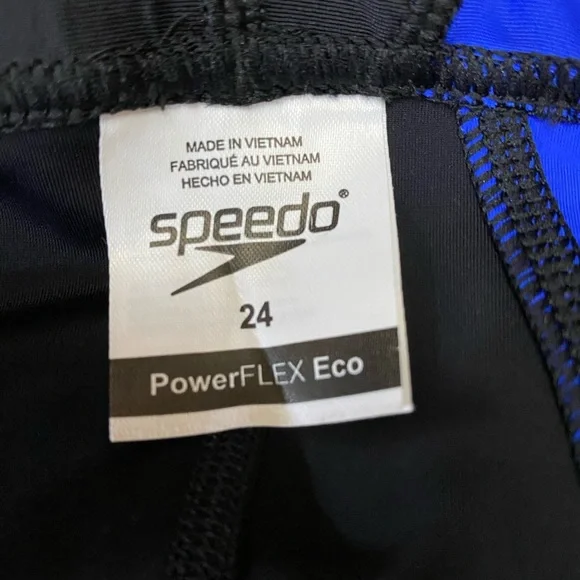 MADE IN VIETNAM
FABRIQUÉ AU VIETNAM
HECHO EN VIETNAM
speedo®
24
PowerFLEX Eco